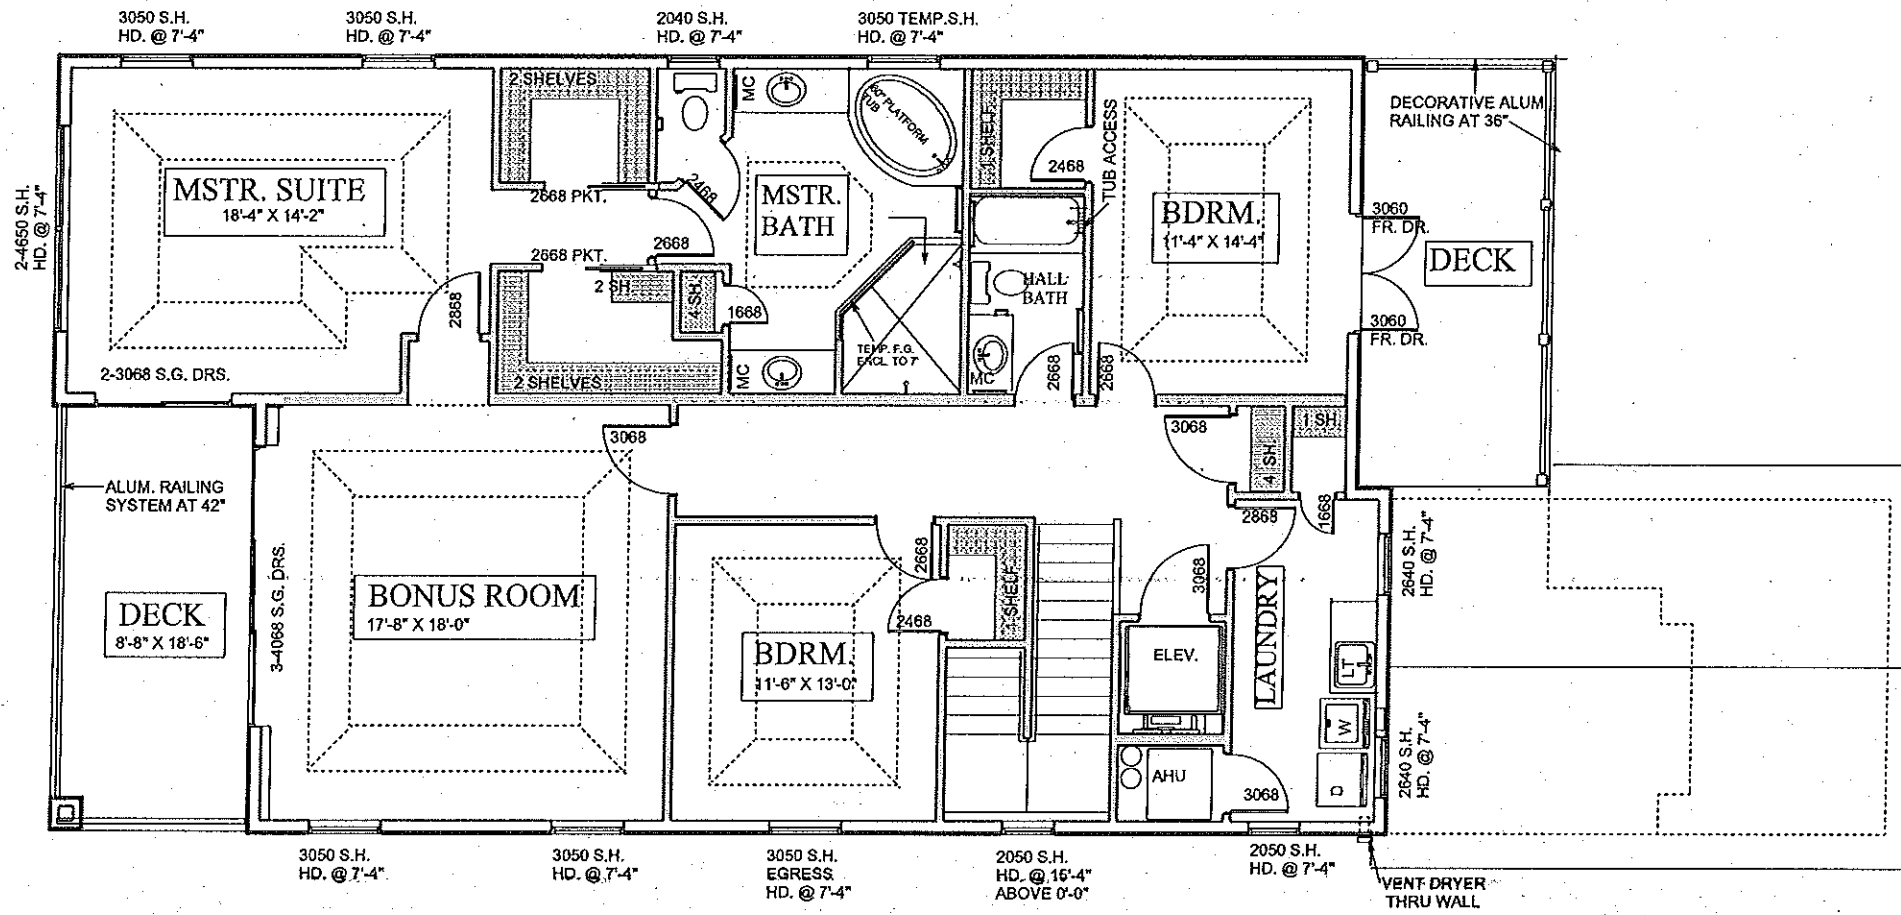 3050 S.H.
HD. @ 7'-4"
3050 S.H.
HD. @ 7'-4"
2040 S.H.
HD. @ 7'-4"
3050 TEMP.S.H.
HD. @ 7'-4"
2 SHELVES
MC
60" PLATFORM
TUB
1 SHELF
2468
TUB ACCESS
DECORATIVE ALUM
RAILING AT 36"
MSTR. SUITE
18'-4" X 14'-2"
2-4650 S.H.
HD. @ 7'-4"
2668 PKT.
2468
MSTR.
BATH
BDRM.
11'-4" X 14'-4"
3060
FR. DR.
DECK
2668
2668 PKT.
2 SH.
4 SH.
1668
HALL
BATH
3060
FR. DR.
2868
TEMP. F.G.
ENCL TO 7'
2-3068 S.G. DRS.
2 SHELVES
MC
MC
2668
2668
3068
3068
4 SH.
1 SH.
ALUM. RAILING
SYSTEM AT 42"
2868
1668
2640 S.H.
HD. @ 7'-4"
3-4068 S.G. DRS.
BONUS ROOM
17'-8" X 18'-0"
DECK
8'-8" X 18'-6"
2668
1 SHELF
2468
BDRM.
11'-6" X 13'-0"
3068
ELEV.
LAUNDRY
LT
W
D
AHU
3068
2640 S.H.
HD. @ 7'-4"
3050 S.H.
HD. @ 7'-4"
3050 S.H.
HD. @ 7'-4"
3050 S.H.
EGRESS
HD. @ 7'-4"
2050 S.H.
HD. @ 15'-4"
ABOVE 0'-0"
2050 S.H.
HD. @ 7'-4"
VENT DRYER
THRU WALL